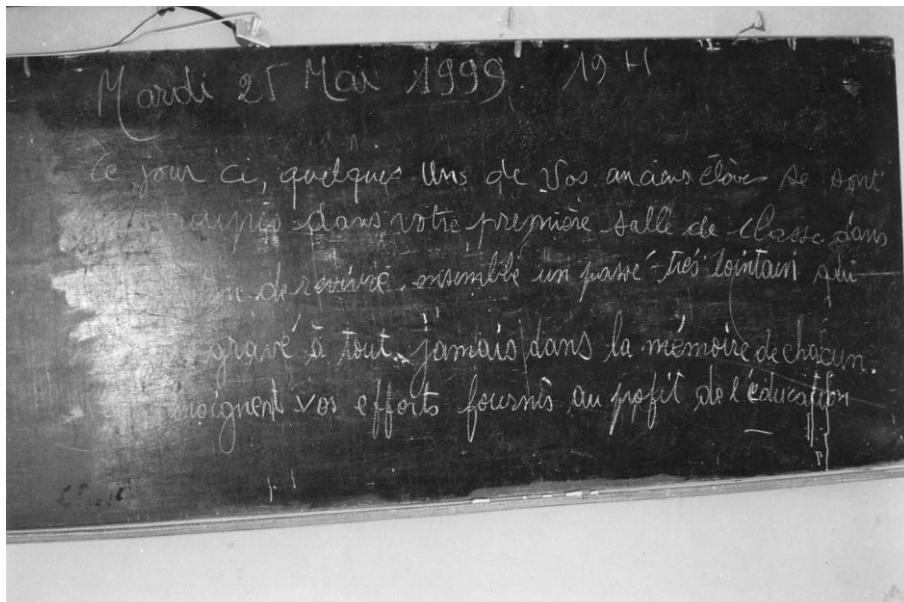 Mardi 25 Mai 1999 19H
Ce jour ci, quelques Uns de Vos anciens élèves se sont
dans votre première salle de classe dans
de revivre ensemble un passé très lointain qui
gravé à tout jamais dans la mémoire de chacun.
vos efforts fournis au profit de l'éducation